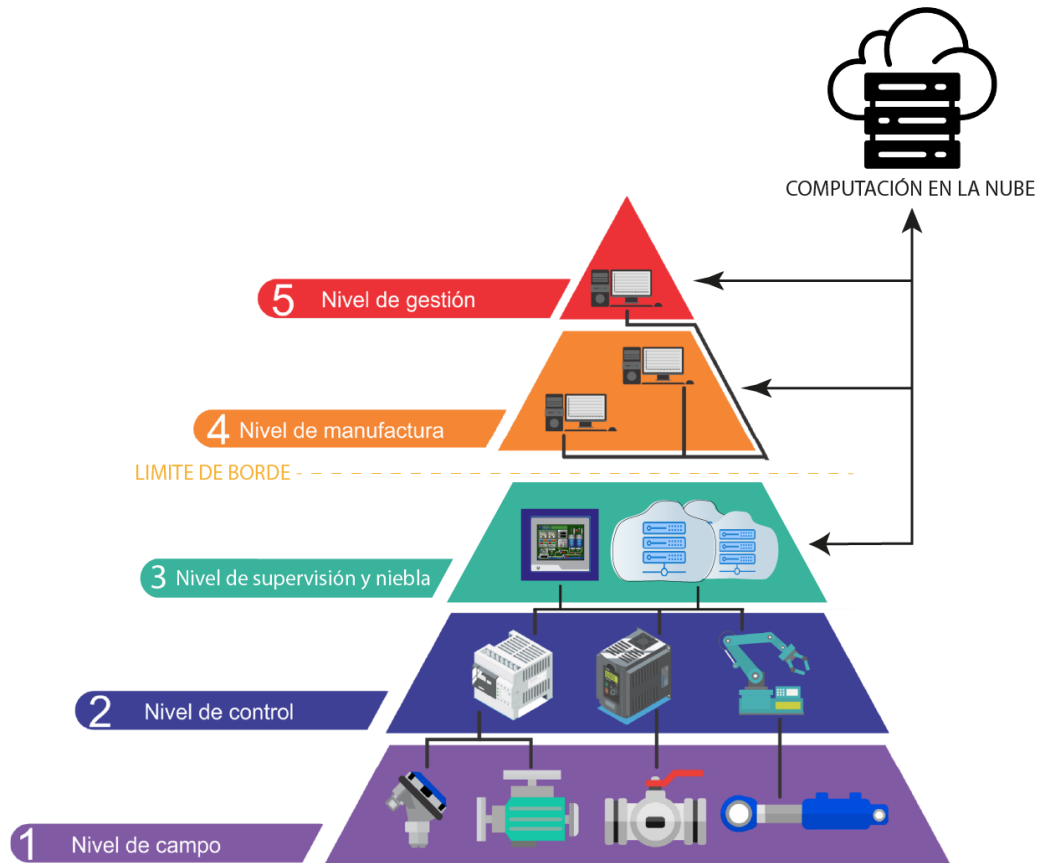 COMPUTACIÓN EN LA NUBE
5 Nivel de gestión
4 Nivel de manufactura
LIMITE DE BORDE
3 Nivel de supervisión y niebla
2 Nivel de control
1 Nivel de campo